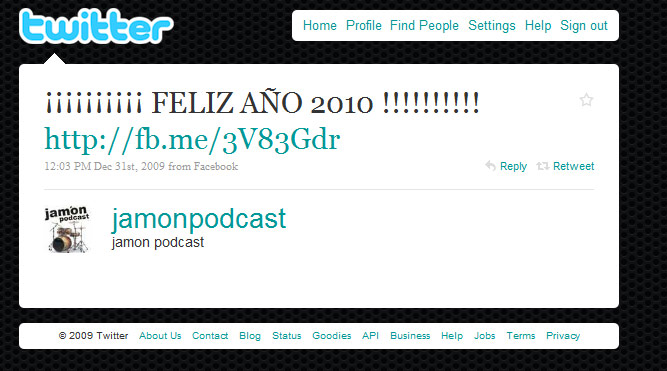 twitter
Home Profile Find People Settings Help Sign out
¡¡¡¡¡¡¡¡¡¡ FELIZ AÑO 2010 !!!!!!!!!!
http://fb.me/3V83Gdr
12:03 PM Dec 31st, 2009 from Facebook
Reply Retweet
jamon
podcast
jamonpodcast
jamon podcast
© 2009 Twitter About Us Contact Blog Status Goodies API Business Help Jobs Terms Privacy